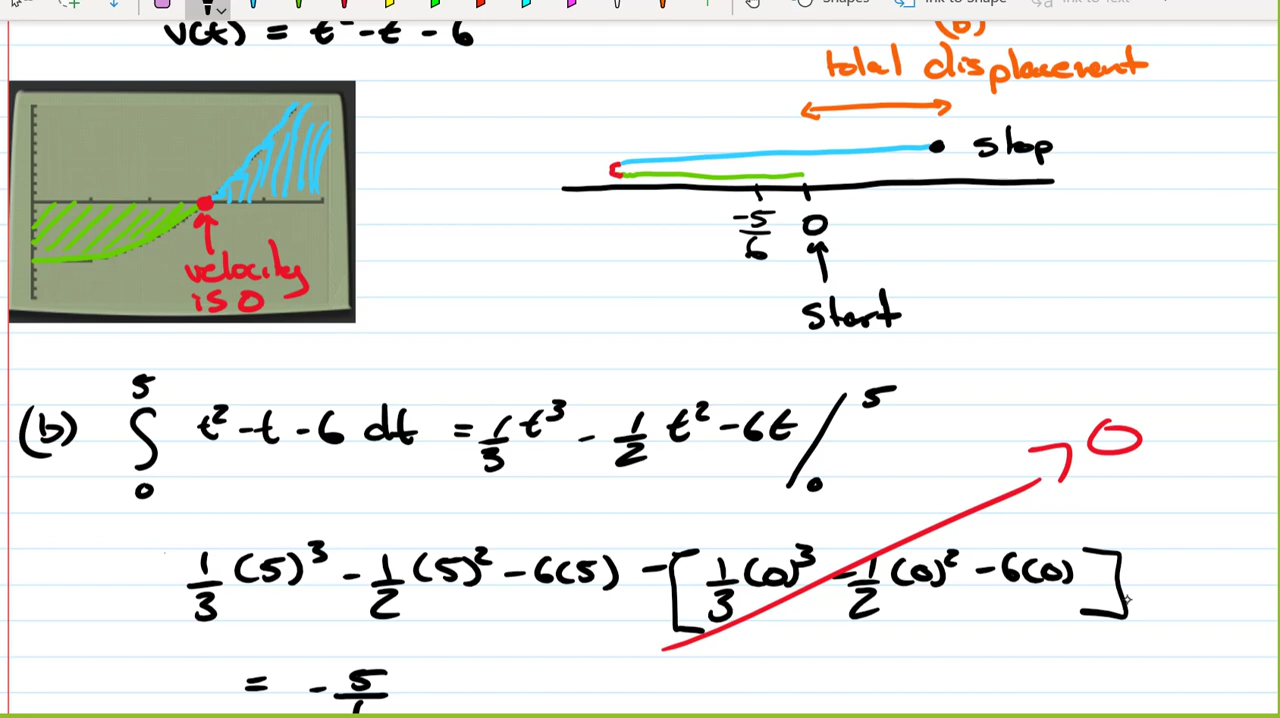 v(t) = t² - t - 6
(b)
total displacement
stop
-5/6
0
start
velocity
is 0
(b) ∫₀⁵ t² - t - 6 dt = 1/3 t³ - 1/2 t² - 6t / ⁵₀
0
1/3 (5)³ - 1/2 (5)² - 6(5) - [1/3 (0)³ - 1/2 (0)² - 6(0)]
= - 5/